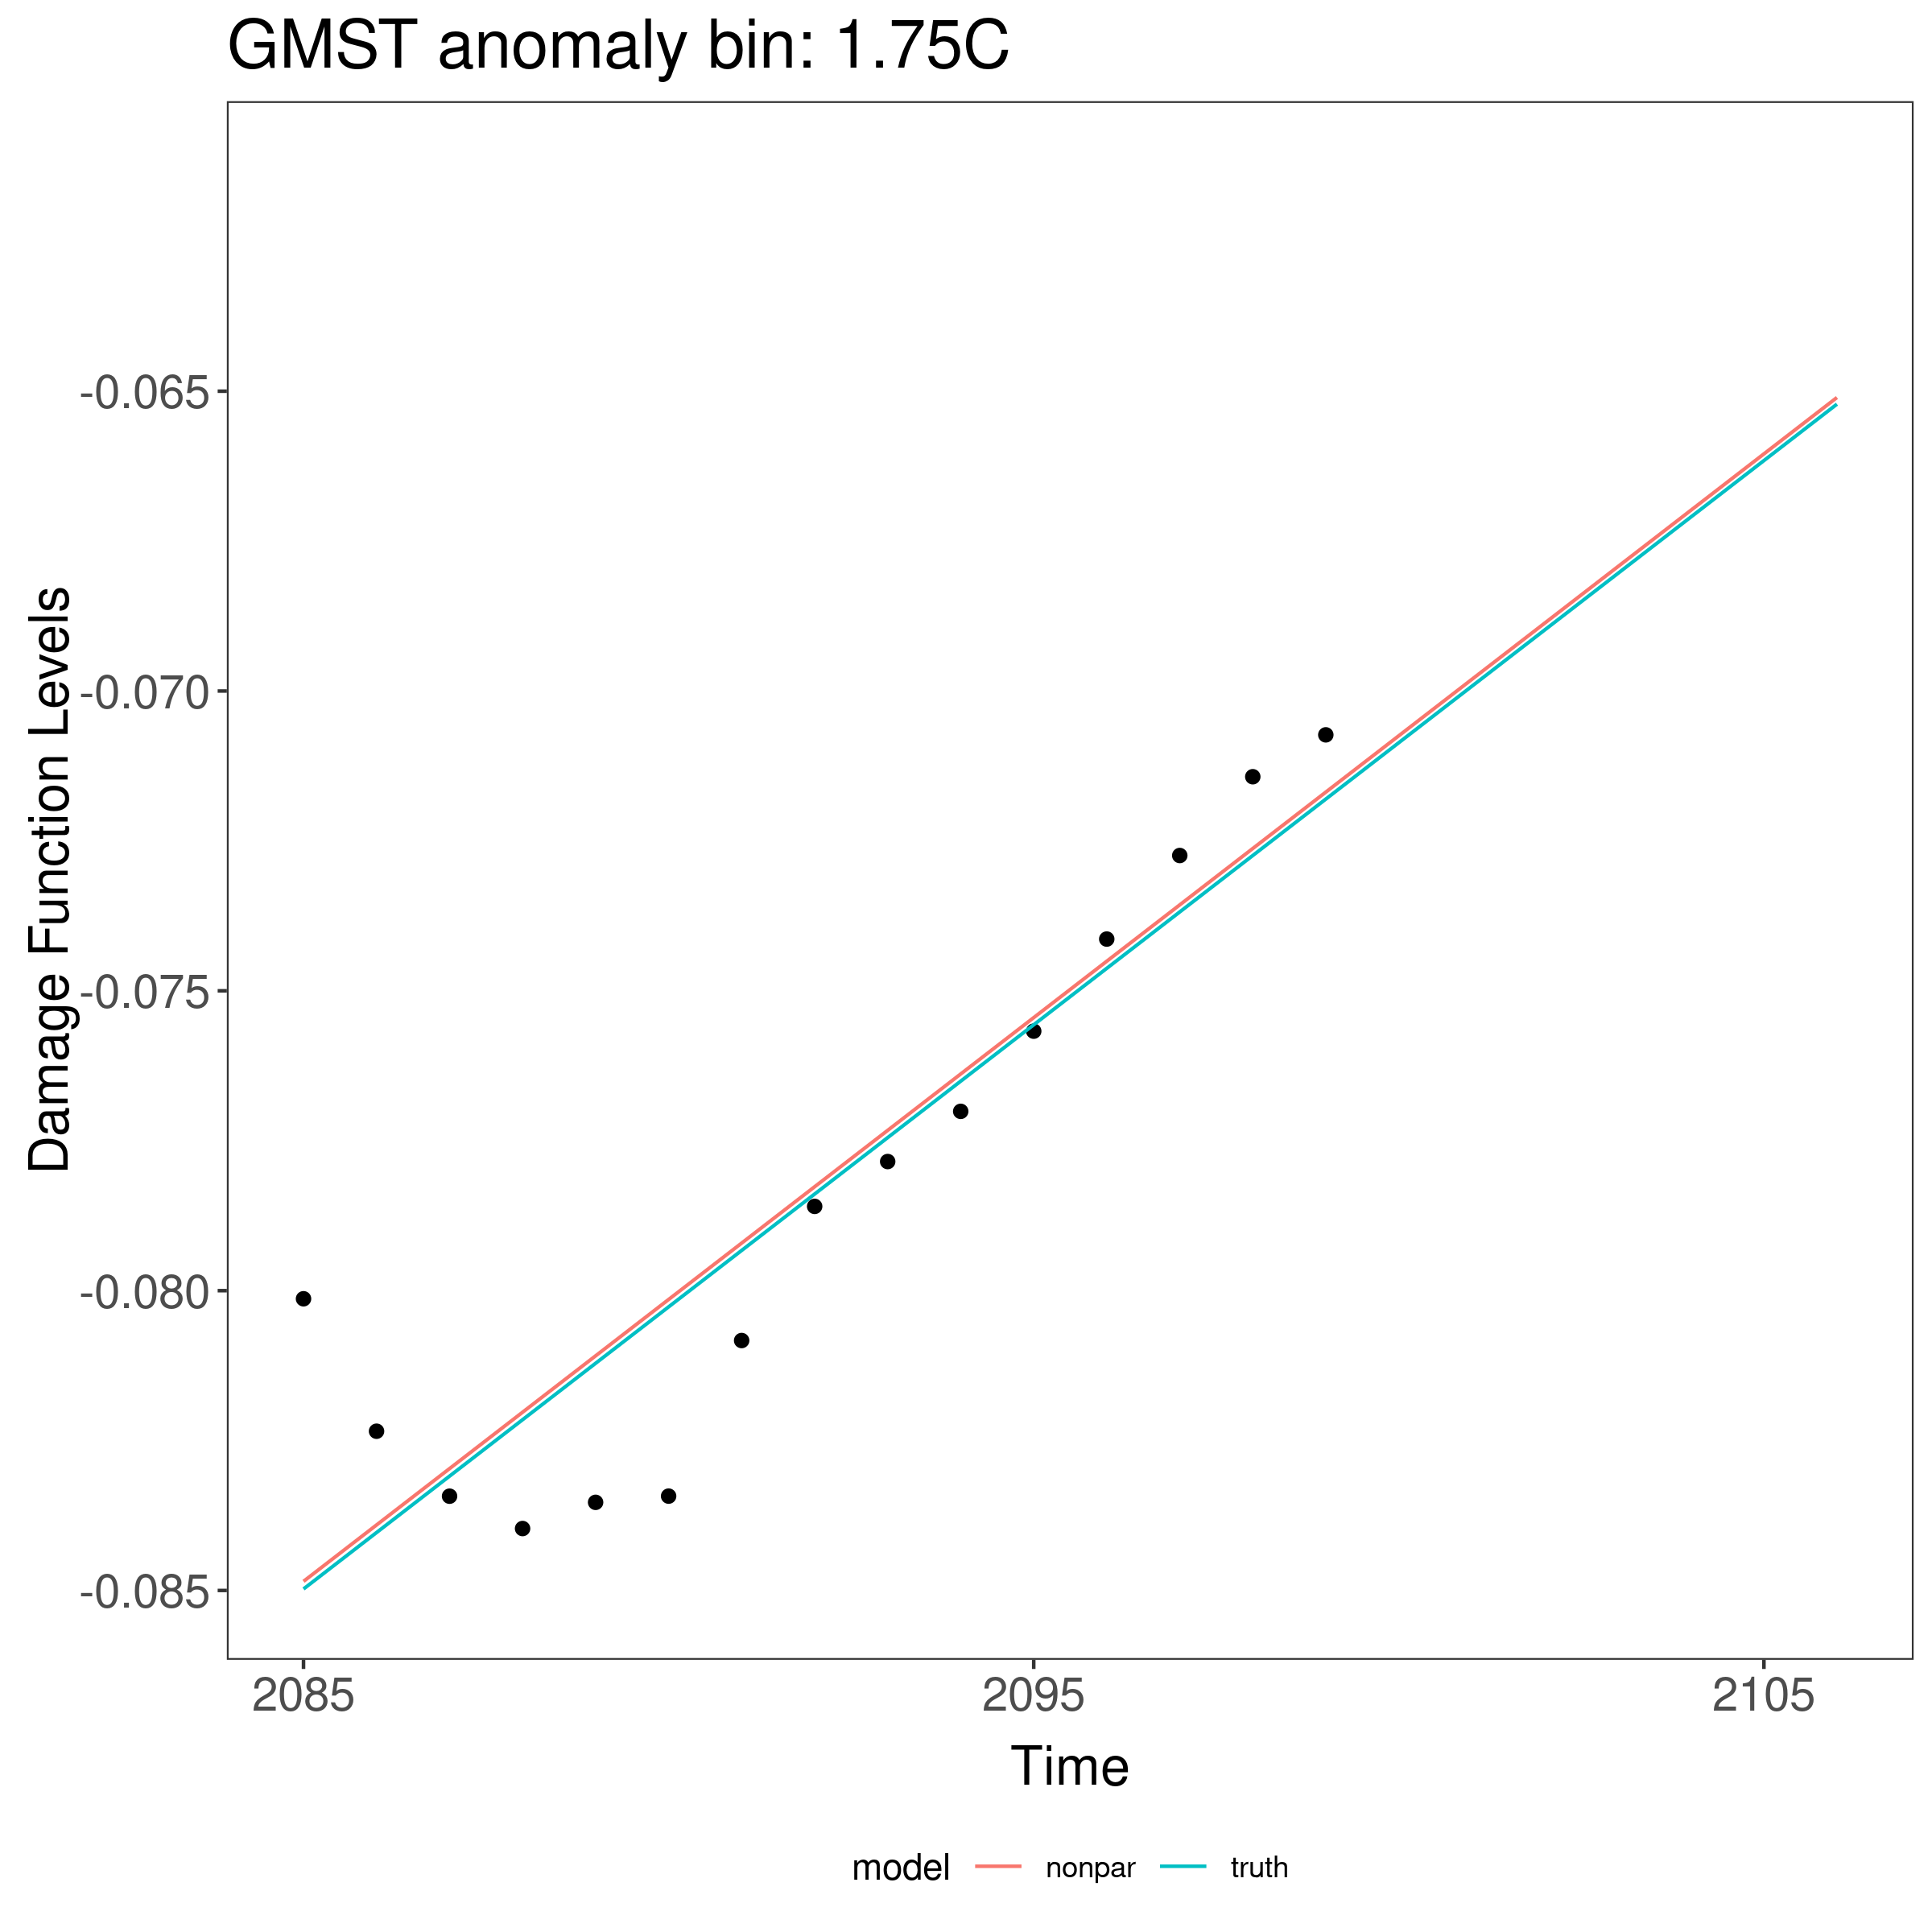 GMST anomaly bin: 1.75C
Damage Function Levels
-0.065
-0.070
-0.075
-0.080
-0.085
2085 2095 2105
Time
model nonpar truth